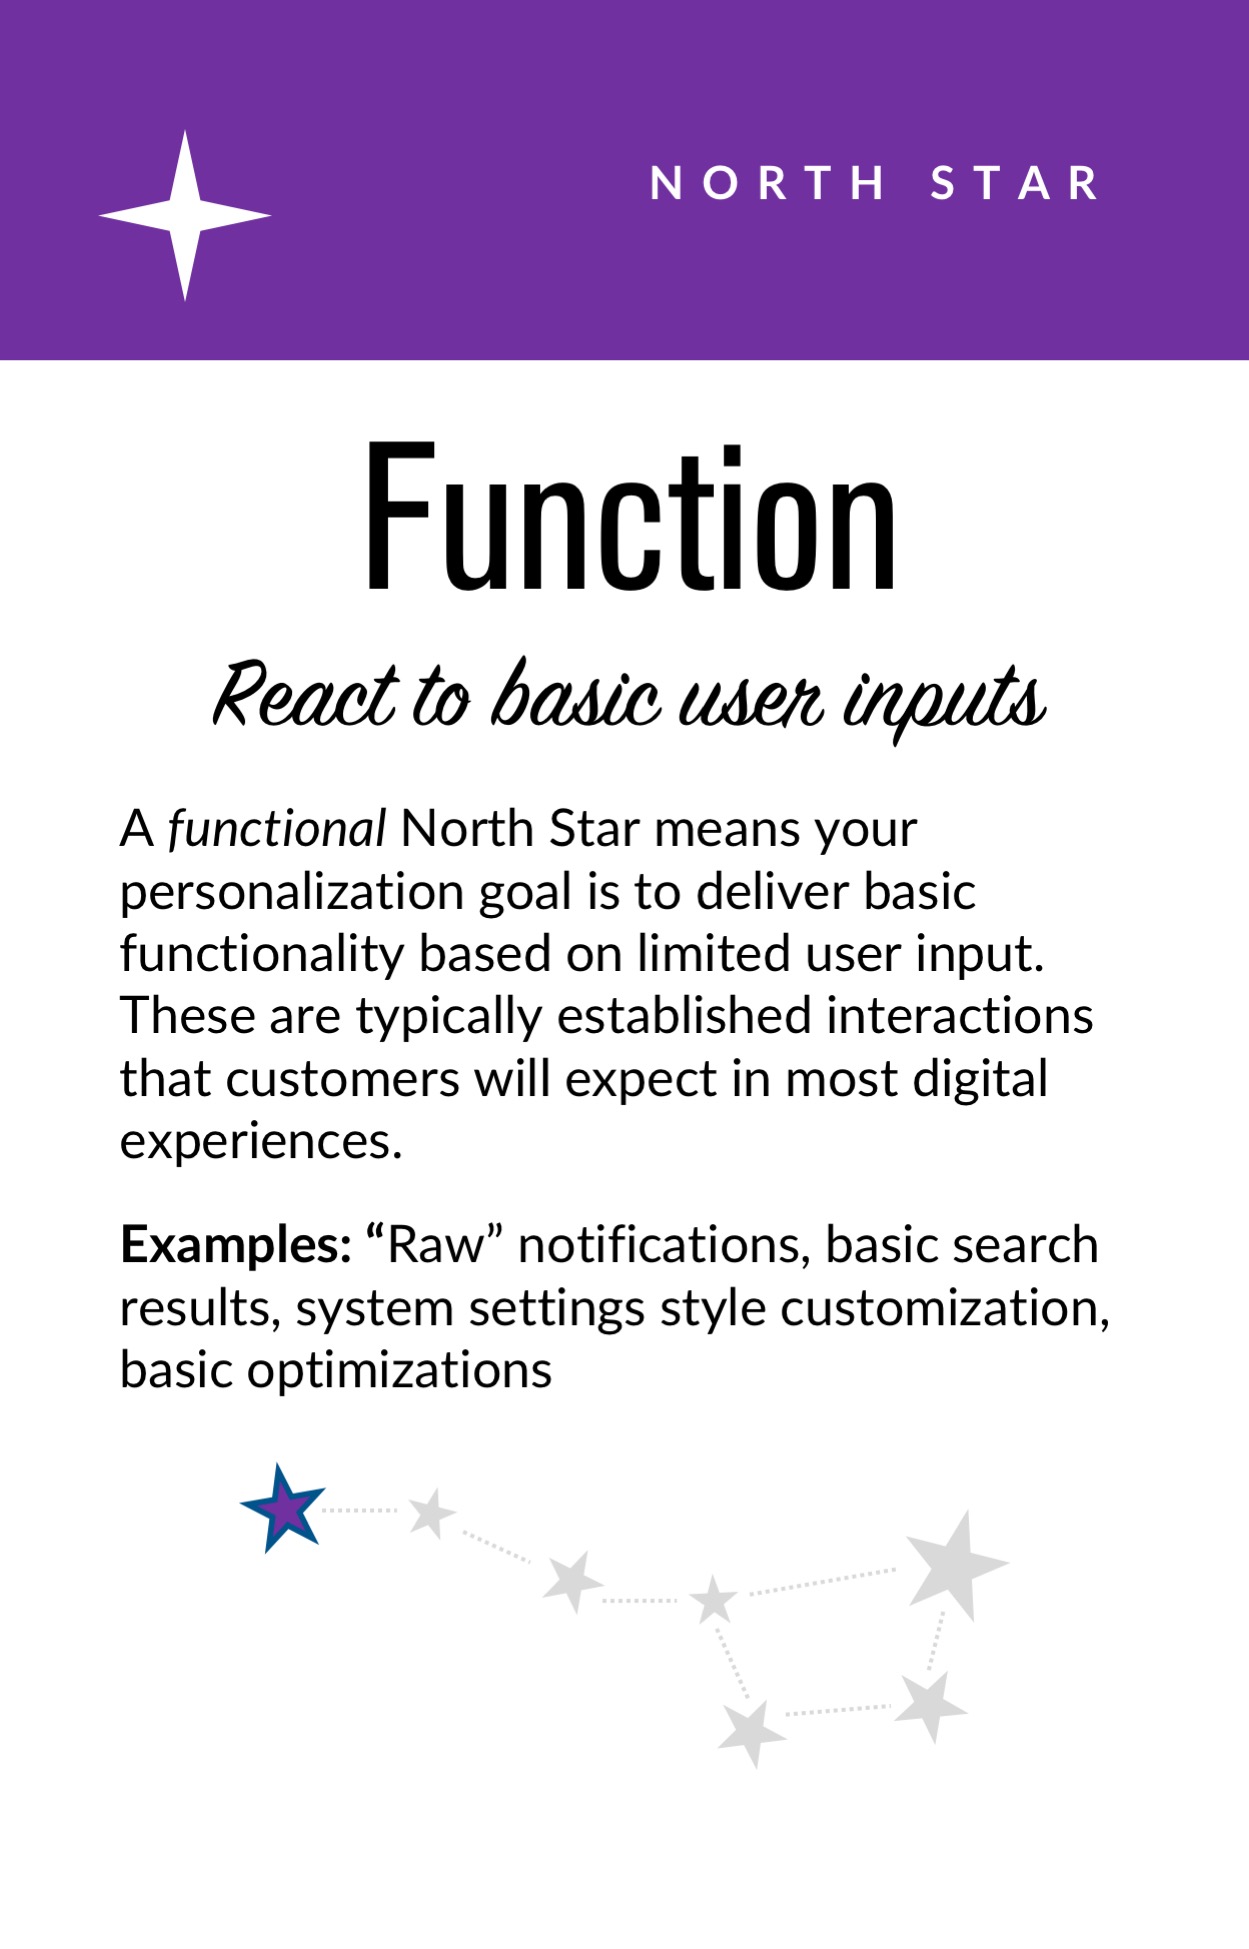 NORTH STAR
Function
React to basic user inputs
A functional North Star means your
personalization goal is to deliver basic
functionality based on limited user input.
These are typically established interactions
that customers will expect in most digital
experiences.
Examples: “Raw” notifications, basic search
results, system settings style customization,
basic optimizations